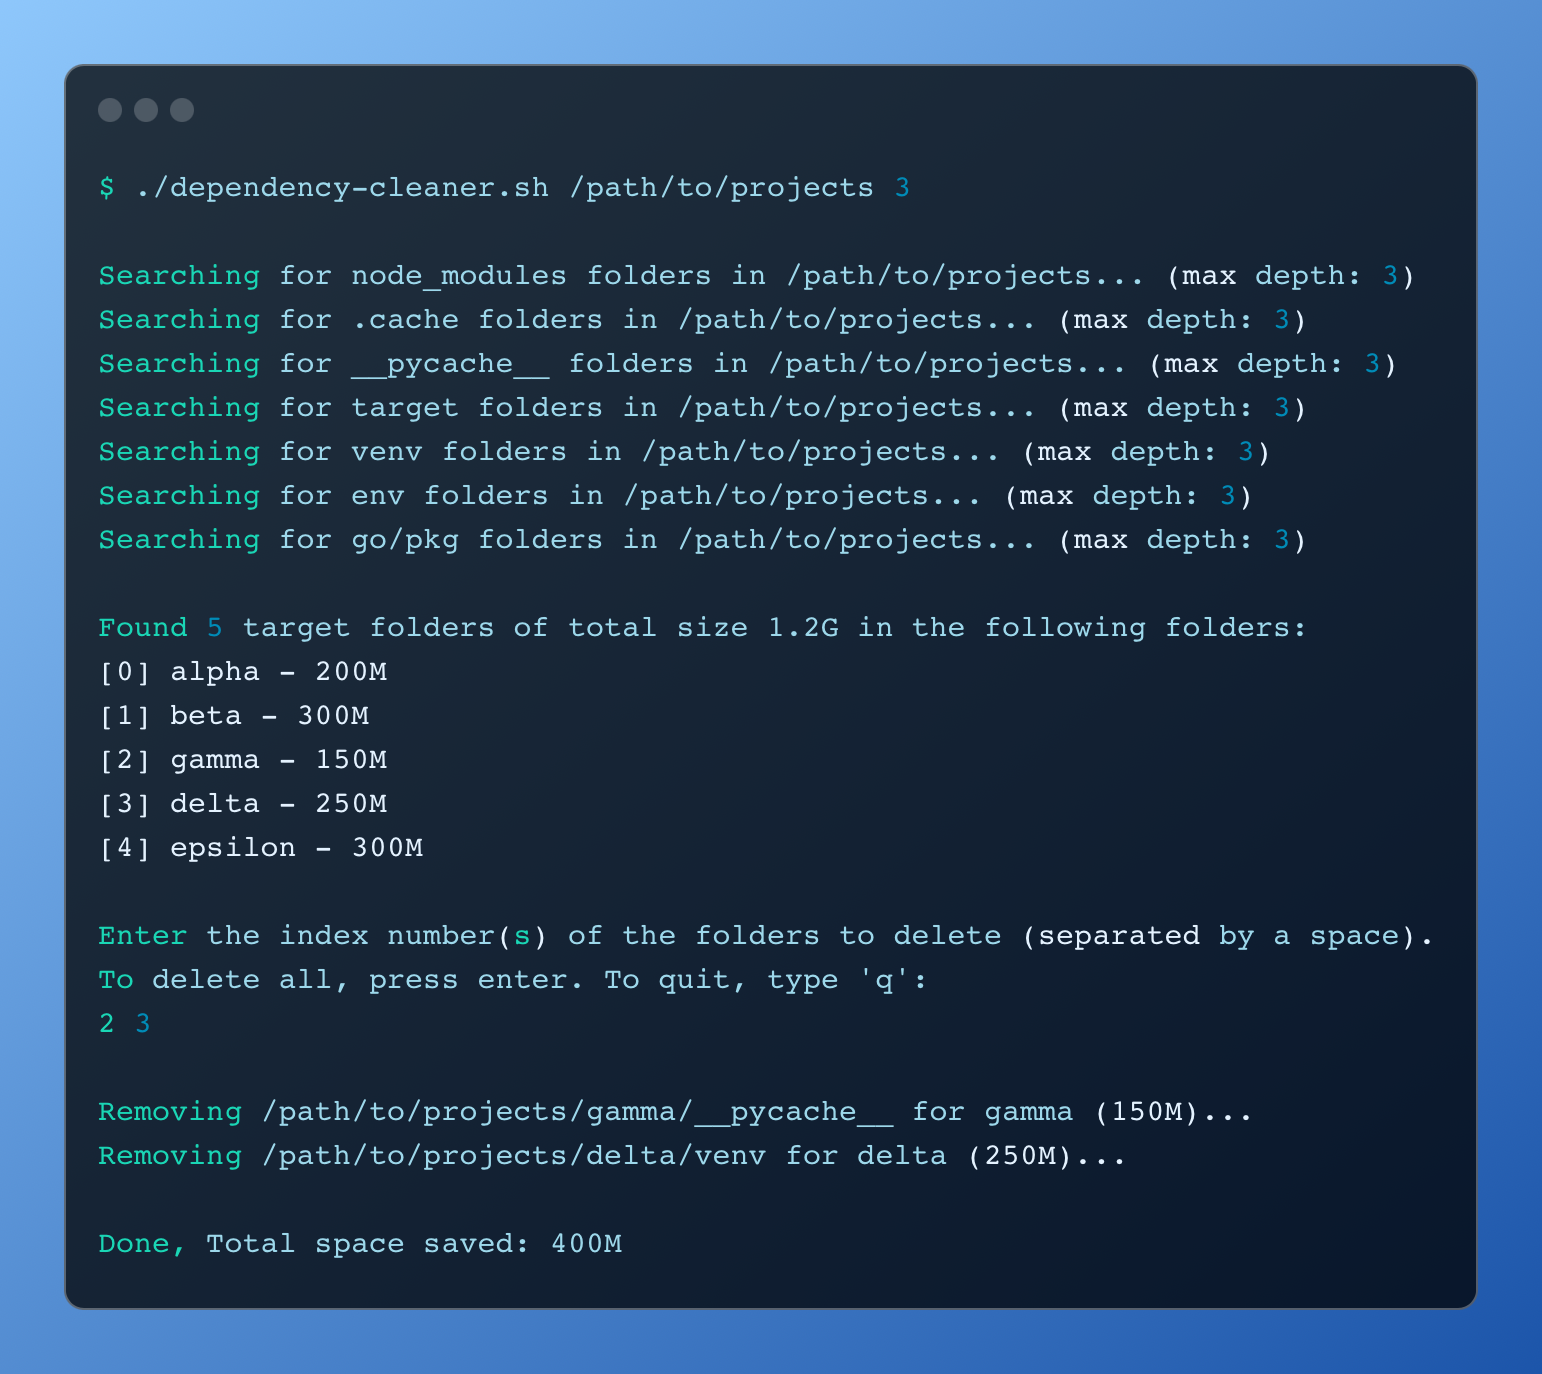 $ ./dependency-cleaner.sh /path/to/projects 3
Searching for node_modules folders in /path/to/projects... (max depth: 3)
Searching for .cache folders in /path/to/projects... (max depth: 3)
Searching for __pycache__ folders in /path/to/projects... (max depth: 3)
Searching for target folders in /path/to/projects... (max depth: 3)
Searching for venv folders in /path/to/projects... (max depth: 3)
Searching for env folders in /path/to/projects... (max depth: 3)
Searching for go/pkg folders in /path/to/projects... (max depth: 3)
Found 5 target folders of total size 1.2G in the following folders:
[0] alpha - 200M
[1] beta - 300M
[2] gamma - 150M
[3] delta - 250M
[4] epsilon - 300M
Enter the index number(s) of the folders to delete (separated by a space).
To delete all, press enter. To quit, type 'q':
2 3
Removing /path/to/projects/gamma/__pycache__ for gamma (150M)...
Removing /path/to/projects/delta/venv for delta (250M)...
Done, Total space saved: 400M